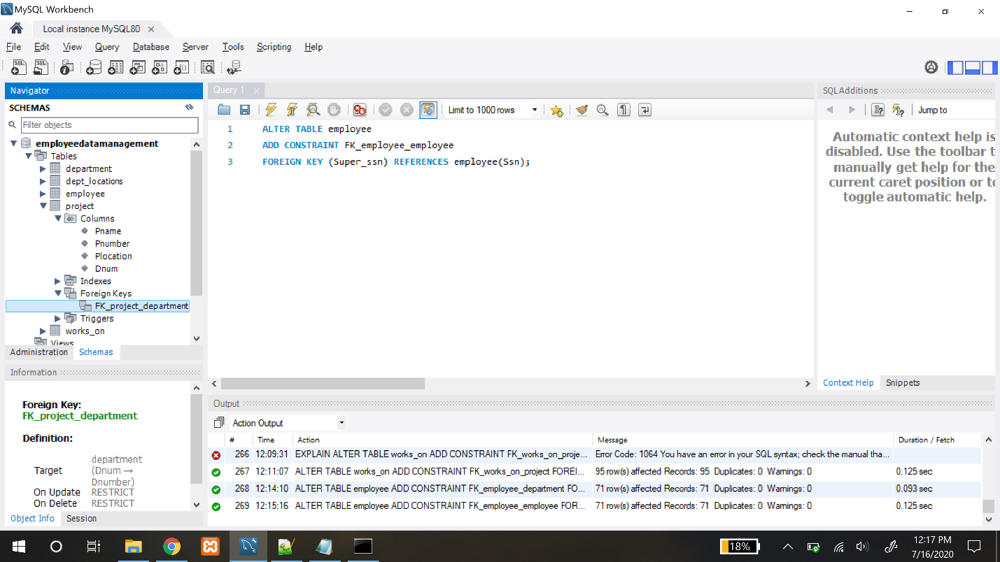 MySQL Workbench
Local instance MySQL80
File Edit View Query Database Server Tools Scripting Help
Navigator
SCHEMAS
Filter objects
employeedatamanagement
Tables
department
dept_locations
employee
project
Columns
Pname
Pnumber
Plocation
Dnum
Indexes
Foreign Keys
FK_project_department
Triggers
works_on
Views
Administration Schemas
Information
Foreign Key:
FK_project_department
Definition:
Target department (Dnum → Dnumber)
On Update RESTRICT
On Delete RESTRICT
Object Info Session
Query 1
Limit to 1000 rows
1 ALTER TABLE employee
2 ADD CONSTRAINT FK_employee_employee
3 FOREIGN KEY (Super_ssn) REFERENCES employee(Ssn);
SQLAdditions
Jump to
Automatic context help is
disabled. Use the toolbar t
manually get help for the
current caret position or to
toggle automatic help.
Context Help Snippets
Output
Action Output
# Time Action Message Duration / Fetch
266 12:09:31 EXPLAIN ALTER TABLE works_on ADD CONSTRAINT FK_works_on_proje... Error Code: 1064 You have an error in your SQL syntax; check the manual tha...
267 12:11:07 ALTER TABLE works_on ADD CONSTRAINT FK_works_on_project FOREI... 95 row(s) affected Records: 95 Duplicates: 0 Warnings: 0 0.125 sec
268 12:14:10 ALTER TABLE employee ADD CONSTRAINT FK_employee_department FO... 71 row(s) affected Records: 71 Duplicates: 0 Warnings: 0 0.093 sec
269 12:15:16 ALTER TABLE employee ADD CONSTRAINT FK_employee_employee FOR... 71 row(s) affected Records: 71 Duplicates: 0 Warnings: 0 0.125 sec
18%
12:17 PM
7/16/2020